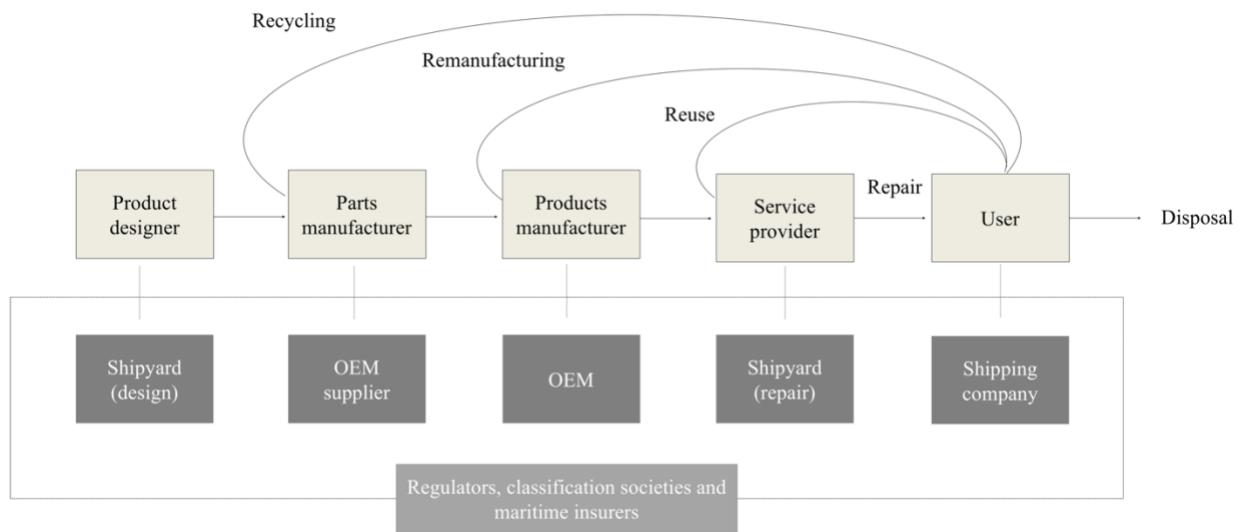 Recycling
Remanufacturing
Reuse
Repair
Product
designer
Parts
manufacturer
Products
manufacturer
Service
provider
User
Disposal
Shipyard
(design)
OEM
supplier
OEM
Shipyard
(repair)
Shipping
company
Regulators, classification societies and
maritime insurers